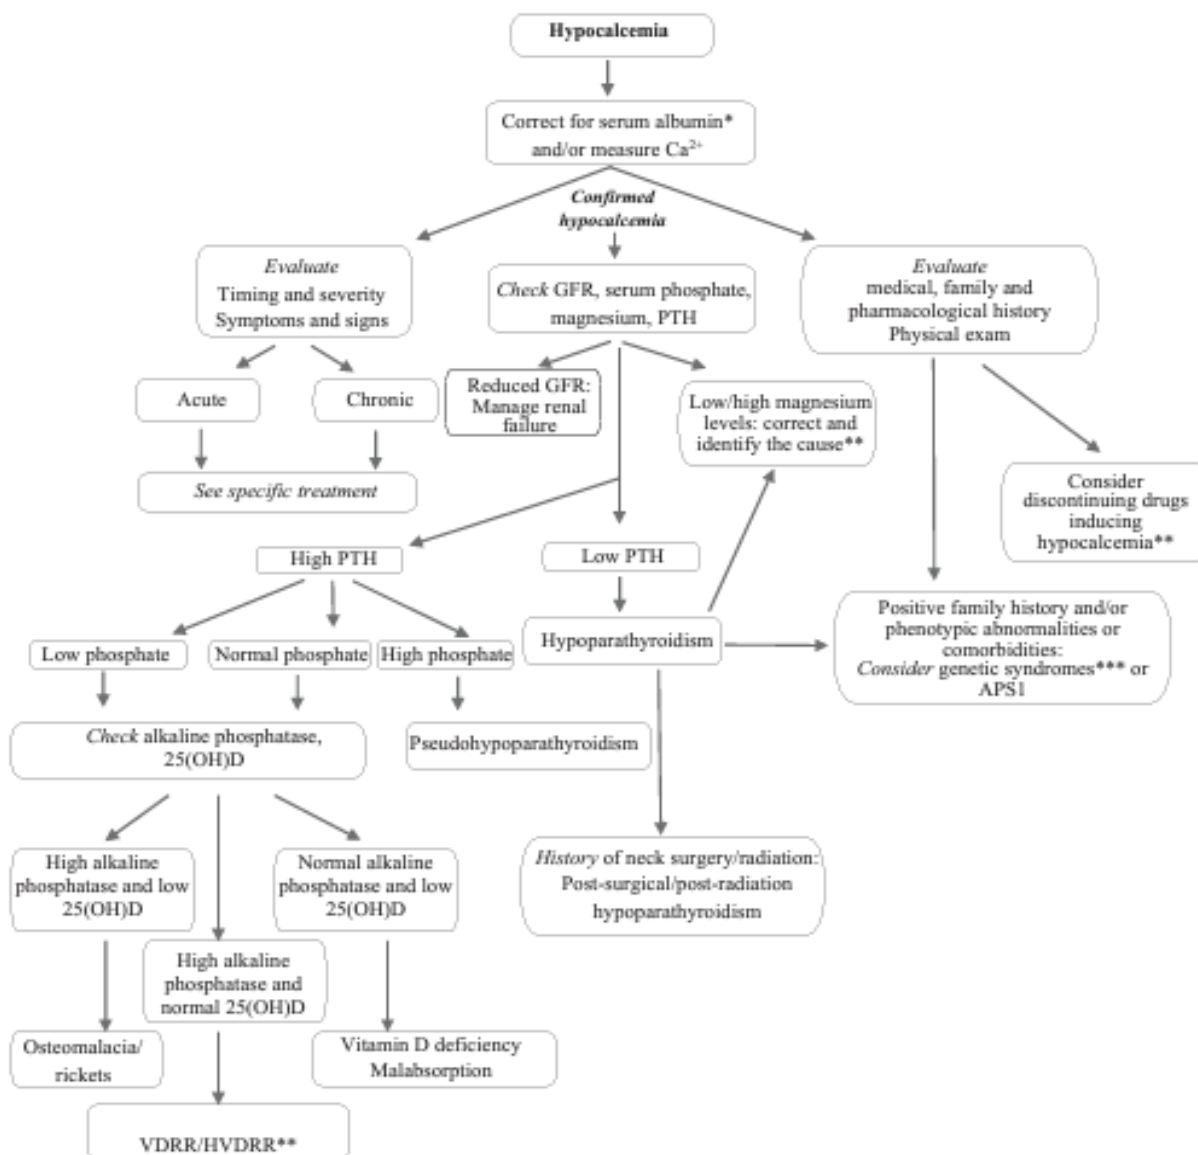 Hypocalcemia
Correct for serum albumin*
and/or measure Ca²⁺
Confirmed
hypocalcemia
Evaluate
Timing and severity
Symptoms and signs
Check GFR, serum phosphate,
magnesium, PTH
Evaluate
medical, family and
pharmacological history
Physical exam
Acute
Chronic
Reduced GFR:
Manage renal
failure
Low/high magnesium
levels: correct and
identify the cause**
See specific treatment
Consider
discontinuing drugs
inducing
hypocalcemia**
High PTH
Low PTH
Low phosphate
Normal phosphate
High phosphate
Hypoparathyroidism
Positive family history and/or
phenotypic abnormalities or
comorbidities:
Consider genetic syndromes*** or
APS1
Check alkaline phosphatase,
25(OH)D
Pseudohypoparathyroidism
High alkaline
phosphatase and low
25(OH)D
Normal alkaline
phosphatase and low
25(OH)D
History of neck surgery/radiation:
Post-surgical/post-radiation
hypoparathyroidism
High alkaline
phosphatase and
normal 25(OH)D
Osteomalacia/
rickets
Vitamin D deficiency
Malabsorption
VDRR/HVDRR**